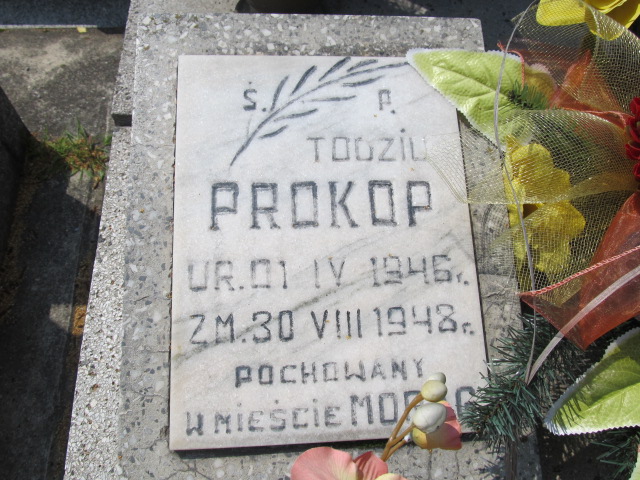 Ś. P.
TODZIU
PROKOP
UR. 01 IV 1946 r.
ZM. 30 VIII 1948 r.
POCHOWANY
W MIEŚCIE